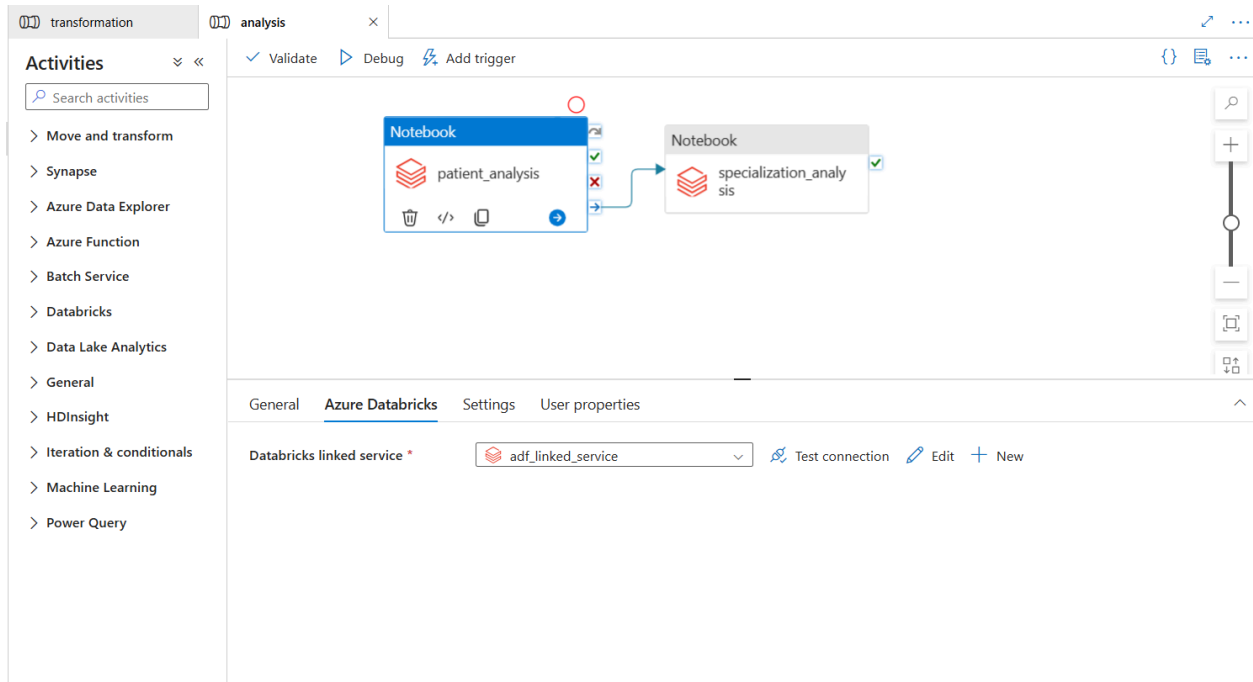 transformation
analysis
Activities
Search activities
Move and transform
Synapse
Azure Data Explorer
Azure Function
Batch Service
Databricks
Data Lake Analytics
General
HDInsight
Iteration & conditionals
Machine Learning
Power Query
Validate
Debug
Add trigger
{}
Notebook
patient_analysis
</>
Notebook
specialization_analy
sis
General
Azure Databricks
Settings
User properties
Databricks linked service *
adf_linked_service
Test connection
Edit
New